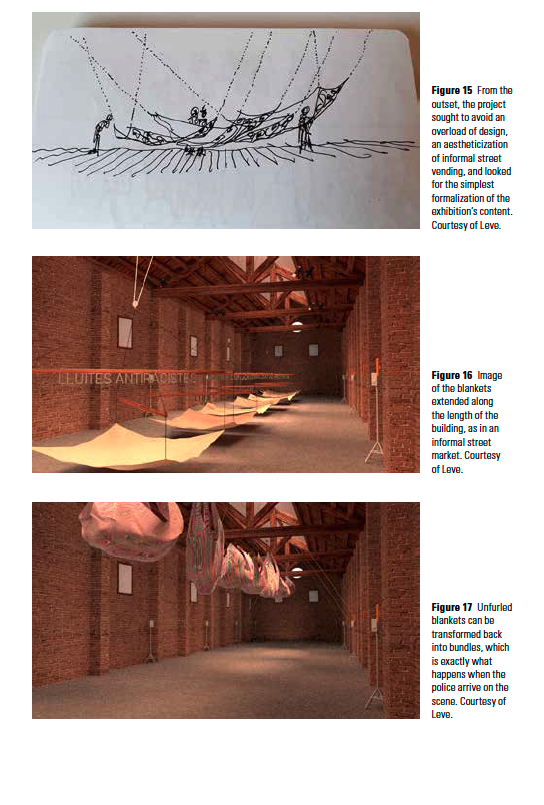 Figure 15 From the
outset, the project
sought to avoid an
overload of design,
an aestheticization
of informal street
vending, and looked
for the simplest
formalization of the
exhibition's content.
Courtesy of Leve.
LLUITES ANTIRACISTES
Figure 16 Image
of the blankets
extended along
the length of the
building, as in an
informal street
market. Courtesy
of Leve.
Figure 17 Unfurled
blankets can be
transformed back
into bundles, which
is exactly what
happens when the
police arrive on the
scene. Courtesy of
Leve.